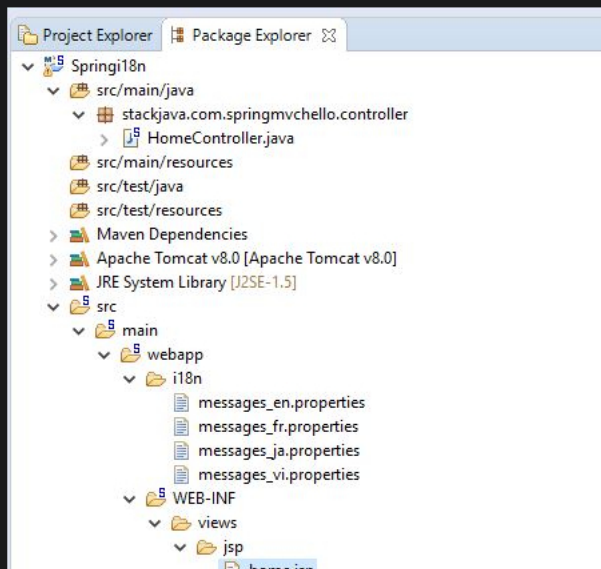 Project Explorer Package Explorer
Springi18n
src/main/java
stackjava.com.springmvchello.controller
HomeController.java
src/main/resources
src/test/java
src/test/resources
Maven Dependencies
Apache Tomcat v8.0 [Apache Tomcat v8.0]
JRE System Library [J2SE-1.5]
src
main
webapp
i18n
messages_en.properties
messages_fr.properties
messages_ja.properties
messages_vi.properties
WEB-INF
views
jsp
home.jsp